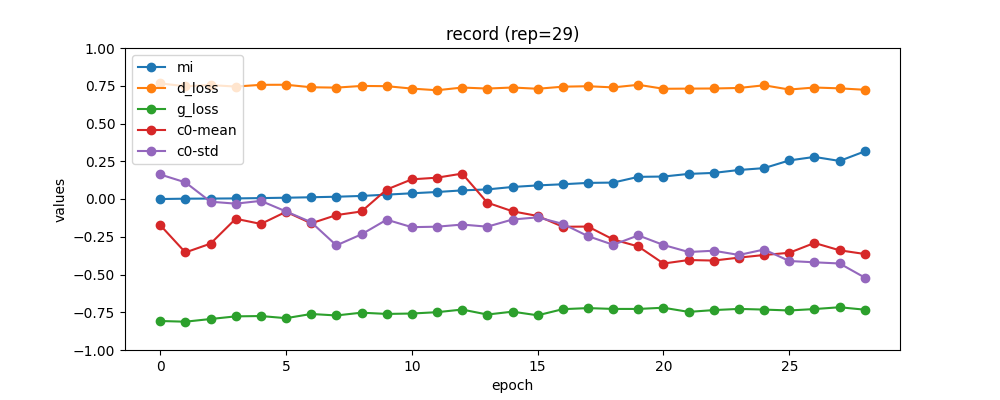 record (rep=29)
1.00
0.75
0.50
0.25
0.00
−0.25
−0.50
−0.75
−1.00
values
mi
d_loss
g_loss
c0-mean
c0-std
0 5 10 15 20 25
epoch